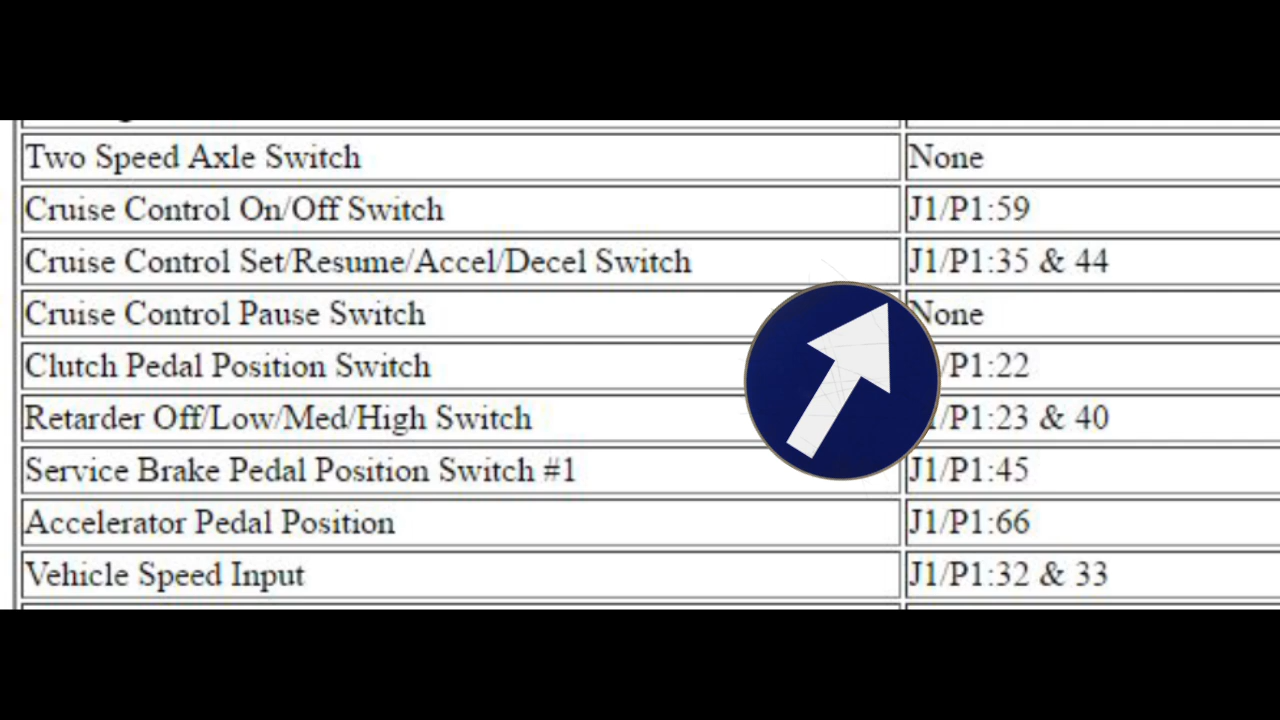 Two Speed Axle Switch None
Cruise Control On/Off Switch J1/P1:59
Cruise Control Set/Resume/Accel/Decel Switch J1/P1:35 & 44
Cruise Control Pause Switch None
Clutch Pedal Position Switch /P1:22
Retarder Off/Low/Med/High Switch /P1:23 & 40
Service Brake Pedal Position Switch #1 J1/P1:45
Accelerator Pedal Position J1/P1:66
Vehicle Speed Input J1/P1:32 & 33